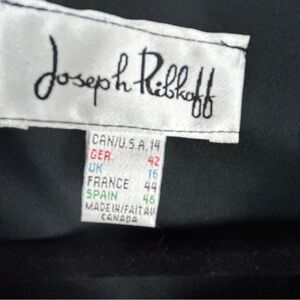 Joseph Ribkoff
CAN/U.S.A. 14
GER. 42
UK 16
FRANCE 44
SPAIN 46
MADE IN/FAIT AU
CANADA